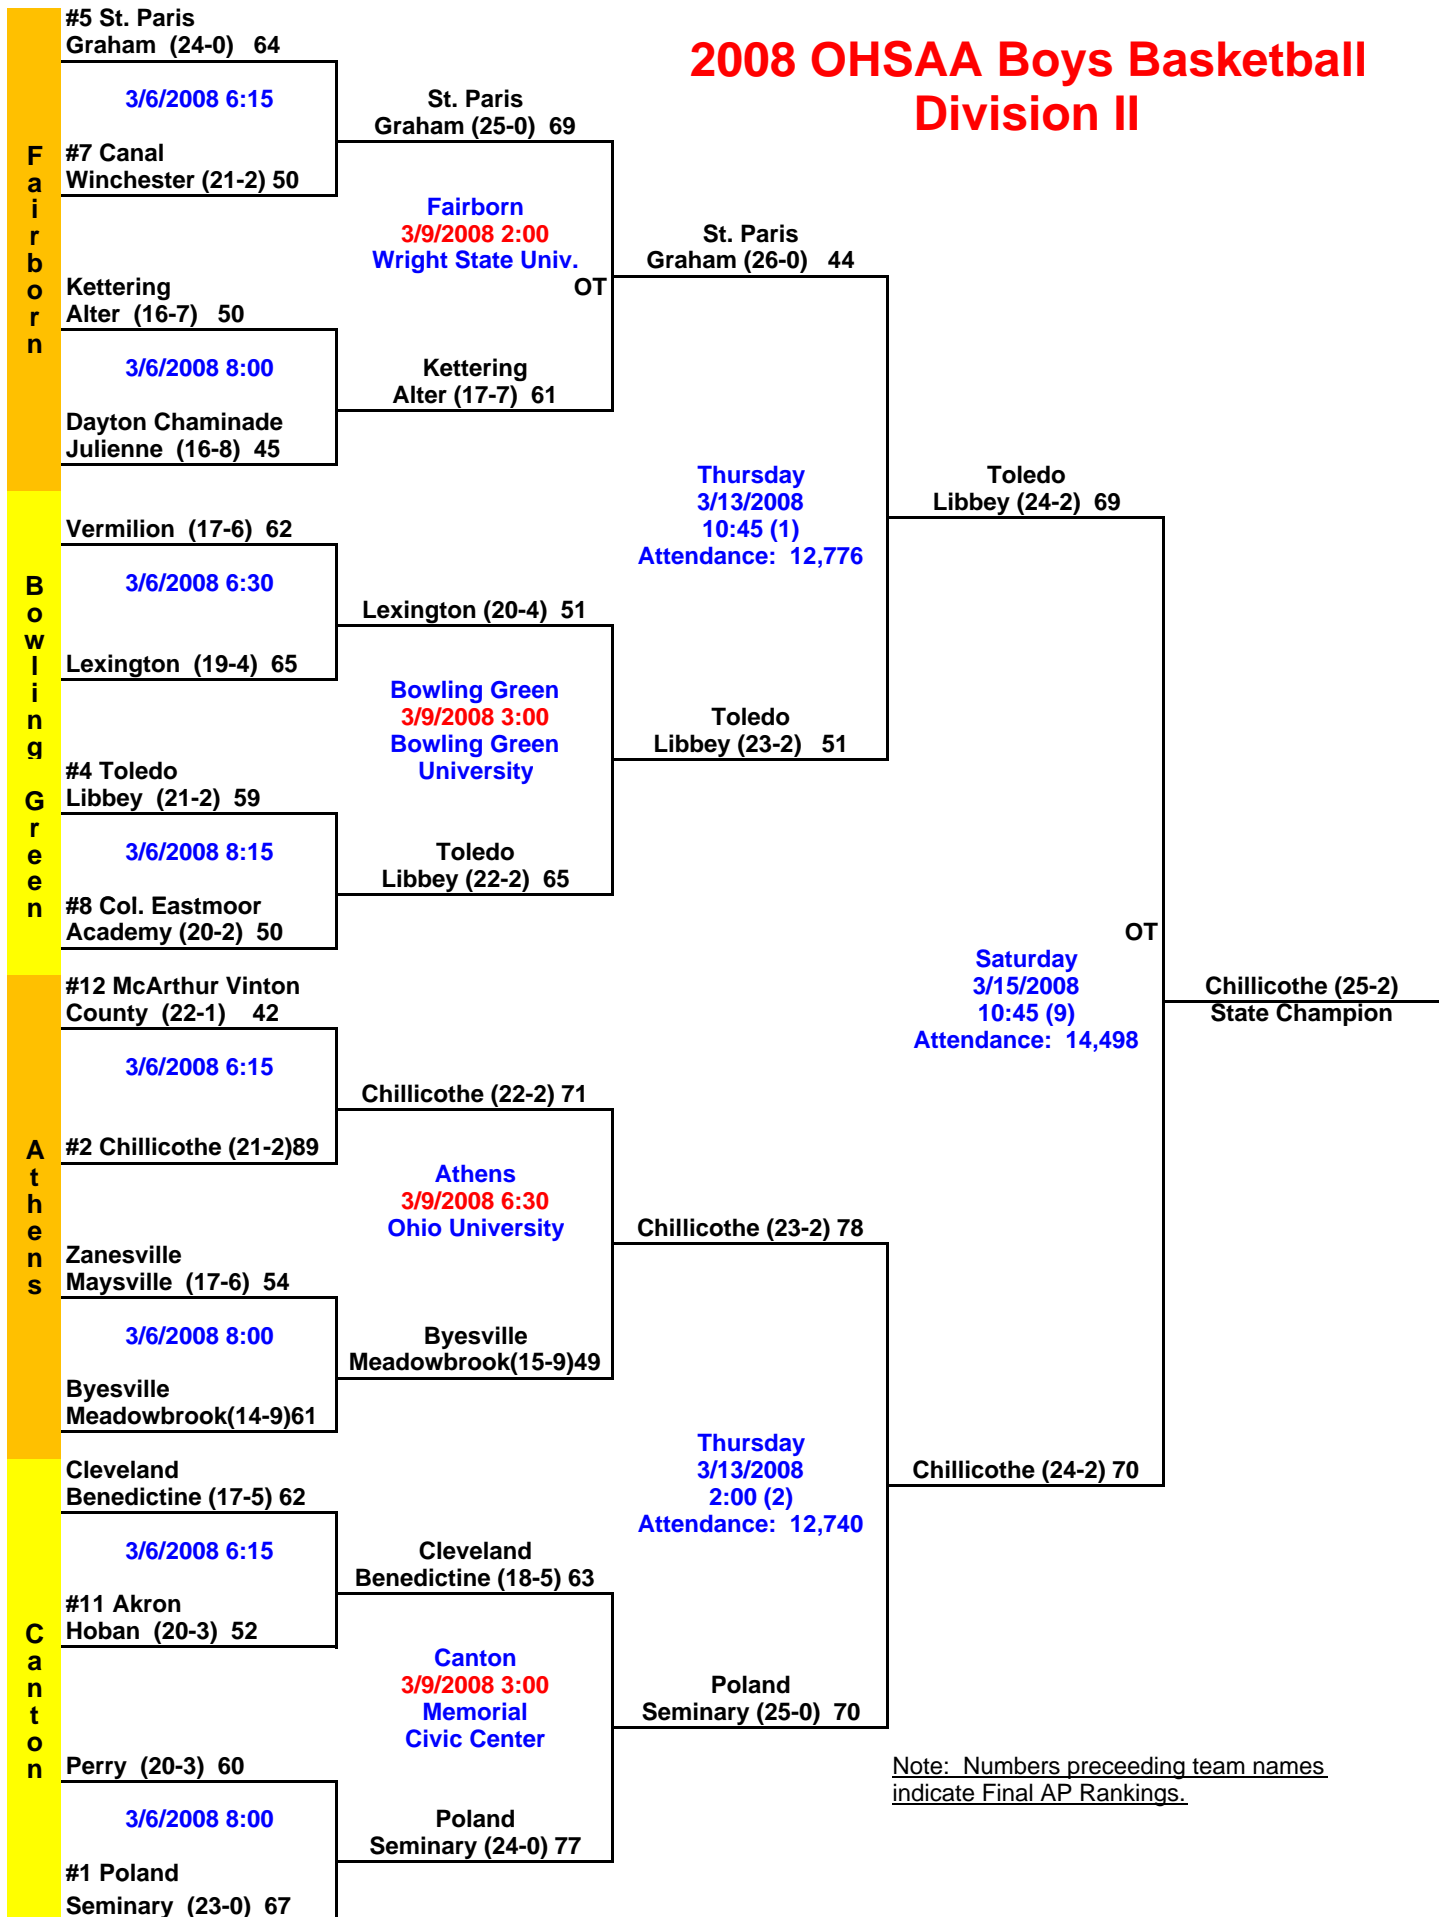 2008 OHSAA Boys Basketball
Division II
Fairborn
#5 St. Paris
Graham (24-0) 64
3/6/2008 6:15
#7 Canal
Winchester (21-2) 50
Kettering
Alter (16-7) 50
3/6/2008 8:00
Dayton Chaminade
Julienne (16-8) 45
Bowling Green
Vermilion (17-6) 62
3/6/2008 6:30
Lexington (19-4) 65
#4 Toledo
Libbey (21-2) 59
3/6/2008 8:15
#8 Col. Eastmoor
Academy (20-2) 50
Athens
#12 McArthur Vinton
County (22-1) 42
3/6/2008 6:15
#2 Chillicothe (21-2)89
Zanesville
Maysville (17-6) 54
3/6/2008 8:00
Byesville
Meadowbrook(14-9)61
Canton
Cleveland
Benedictine (17-5) 62
3/6/2008 6:15
#11 Akron
Hoban (20-3) 52
Perry (20-3) 60
3/6/2008 8:00
#1 Poland
Seminary (23-0) 67
St. Paris
Graham (25-0) 69
Fairborn
3/9/2008 2:00
Wright State Univ.
OT
Kettering
Alter (17-7) 61
Lexington (20-4) 51
Bowling Green
3/9/2008 3:00
Bowling Green
University
Toledo
Libbey (22-2) 65
Chillicothe (22-2) 71
Athens
3/9/2008 6:30
Ohio University
Byesville
Meadowbrook(15-9)49
Cleveland
Benedictine (18-5) 63
Canton
3/9/2008 3:00
Memorial
Civic Center
Poland
Seminary (24-0) 77
St. Paris
Graham (26-0) 44
Thursday
3/13/2008
10:45 (1)
Attendance: 12,776
Toledo
Libbey (23-2) 51
Chillicothe (23-2) 78
Thursday
3/13/2008
2:00 (2)
Attendance: 12,740
Poland
Seminary (25-0) 70
Toledo
Libbey (24-2) 69
OT
Saturday
3/15/2008
10:45 (9)
Attendance: 14,498
Chillicothe (24-2) 70
Chillicothe (25-2)
State Champion
Note: Numbers preceeding team names
indicate Final AP Rankings.